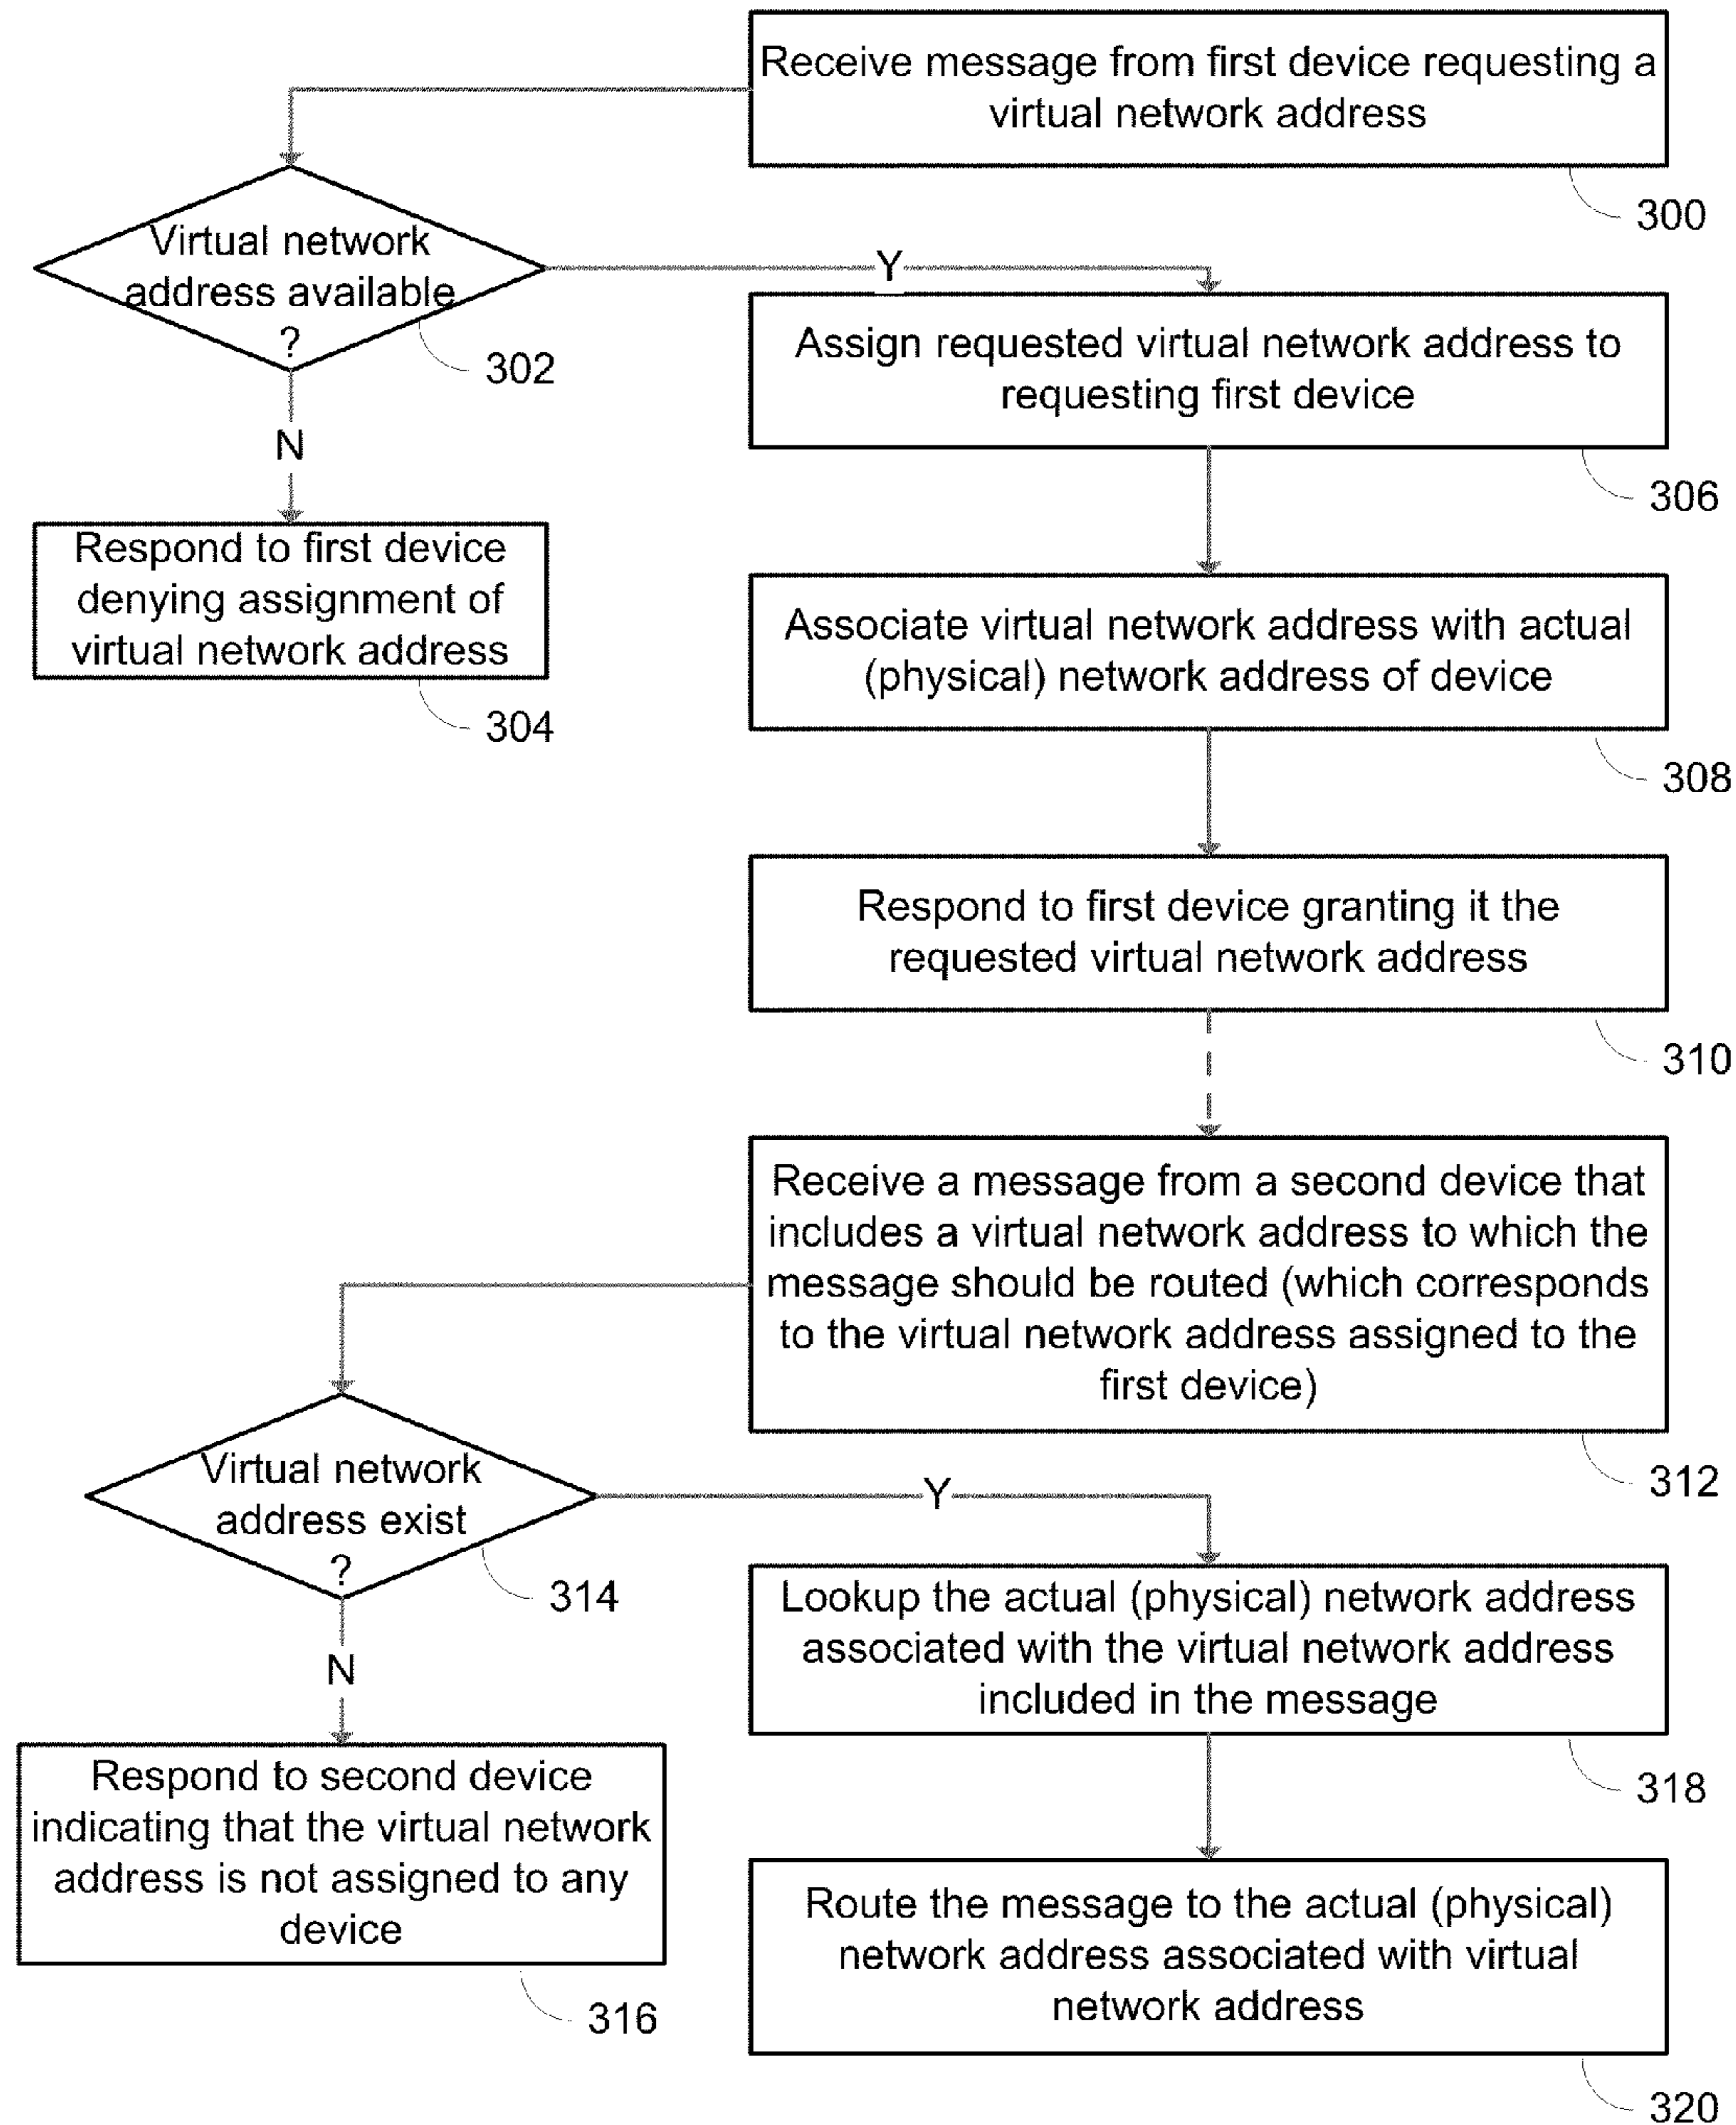 Receive message from first device requesting a
virtual network address
300
Virtual network
address available
?
302
Y
N
Assign requested virtual network address to
requesting first device
306
Respond to first device
denying assignment of
virtual network address
304
Associate virtual network address with actual
(physical) network address of device
308
Respond to first device granting it the
requested virtual network address
310
Receive a message from a second device that
includes a virtual network address to which the
message should be routed (which corresponds
to the virtual network address assigned to the
first device)
312
Virtual network
address exist
?
314
Y
N
Lookup the actual (physical) network address
associated with the virtual network address
included in the message
318
Respond to second device
indicating that the virtual network
address is not assigned to any
device
316
Route the message to the actual (physical)
network address associated with virtual
network address
320